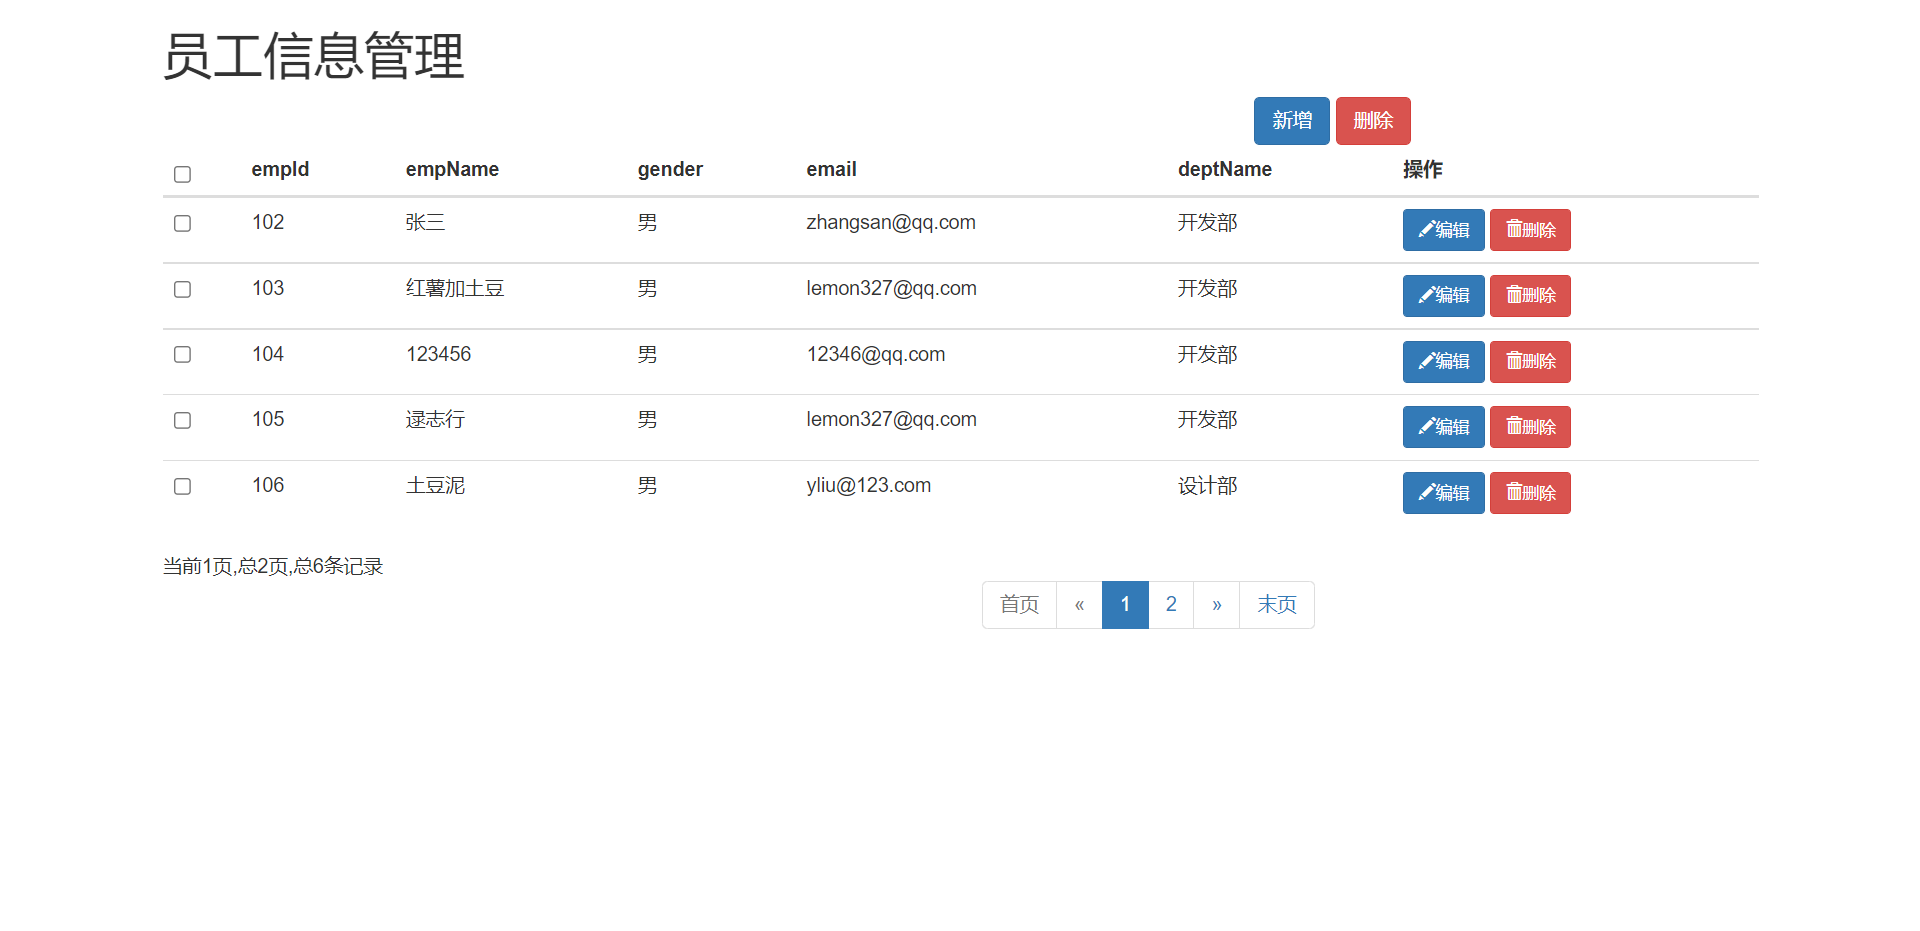 员工信息管理
新增 删除
empId empName gender email deptName 操作
102 张三 男 zhangsan@qq.com 开发部 编辑 删除
103 红薯加土豆 男 lemon327@qq.com 开发部 编辑 删除
104 123456 男 12346@qq.com 开发部 编辑 删除
105 逯志行 男 lemon327@qq.com 开发部 编辑 删除
106 土豆泥 男 yliu@123.com 设计部 编辑 删除
当前1页,总2页,总6条记录
首页 « 1 2 » 末页